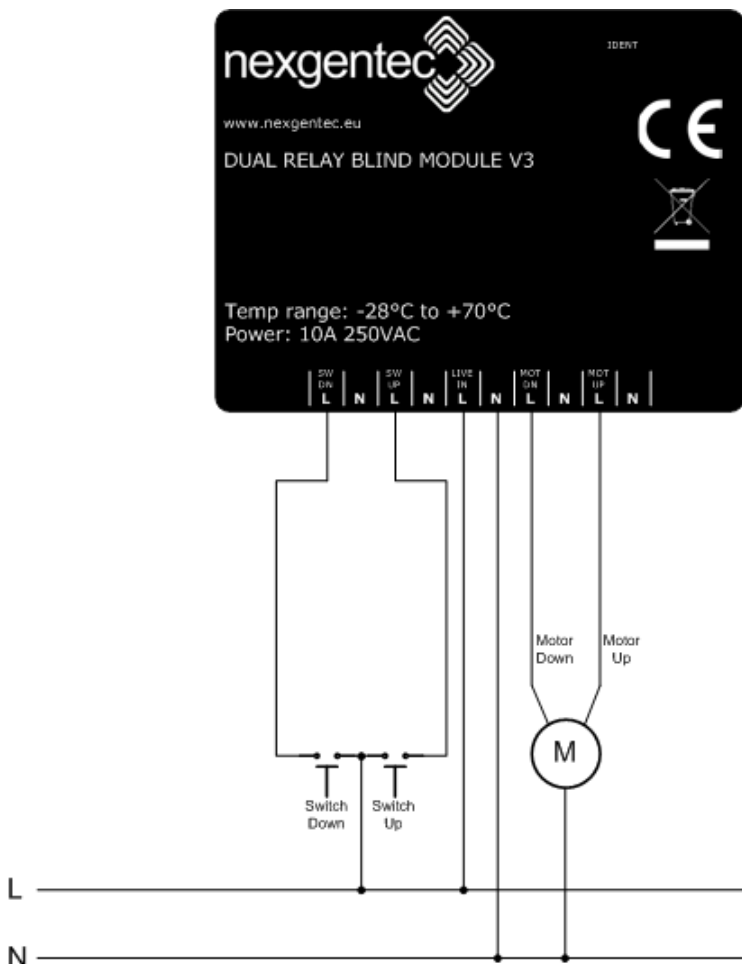 nexgentec
IDENT
www.nexgentec.eu
CE
DUAL RELAY BLIND MODULE V3
Temp range: -28°C to +70°C
Power: 10A 250VAC
SW DN L N SW UP L N LIVE IN L N MOT DN L N MOT UP L N
Motor Down
Motor Up
M
Switch Down
Switch Up
L
N